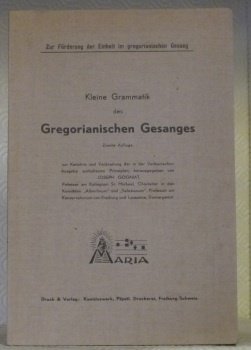 Zur Förderung der Einheit im gregorianischen Gesang
Kleine Grammatik
des
Gregorianischen Gesanges
Zweite Auflage
zur Kenntnis und Verbreitung der in der Vatikanischen
Ausgabe enthaltenen Prinzipien, herausgegeben von
JOSEPH GOGNIAT,
Professor am Kollegium St. Michael, Chorleiter in den
Konvikten „Albertinum" und „Salesianum", Professor am
Konservatorium von Freiburg und Lausanne, Domorganist
MARIA
Druck & Verlag: Kanisiuswerk, Päpstl. Druckerei, Freiburg-Schweiz.